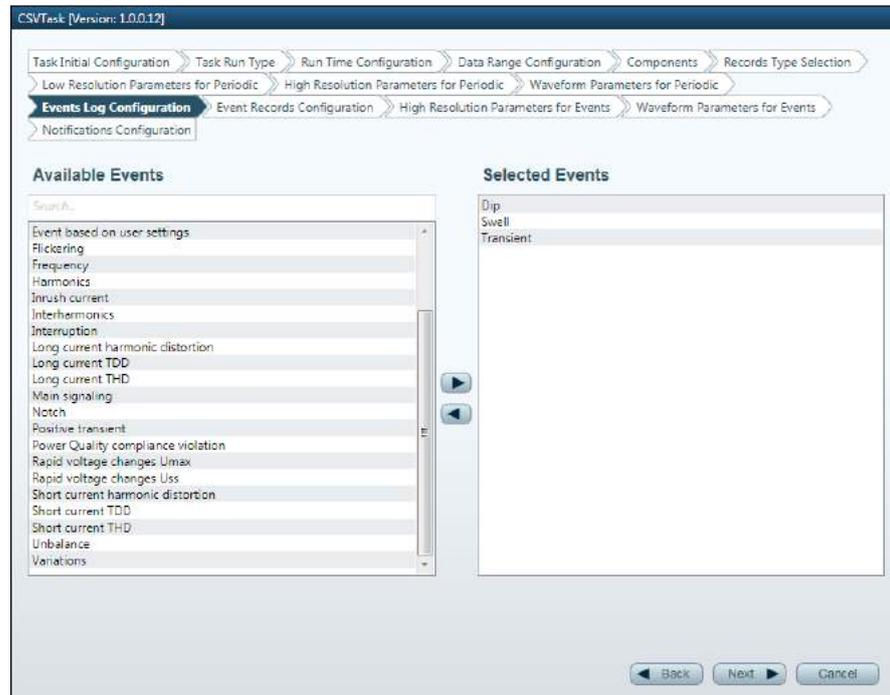 CSVTask [Version: 1.0.0.12]
Task Initial Configuration Task Run Type Run Time Configuration Data Range Configuration Components Records Type Selection
Low Resolution Parameters for Periodic High Resolution Parameters for Periodic Waveform Parameters for Periodic
Events Log Configuration Event Records Configuration High Resolution Parameters for Events Waveform Parameters for Events
Notifications Configuration
Available Events
Search..
Event based on user settings
Flickering
Frequency
Harmonics
Inrush current
Interharmonics
Interruption
Long current harmonic distortion
Long current TDD
Long current THD
Main signaling
Notch
Positive transient
Power Quality compliance violation
Rapid voltage changes Umax
Rapid voltage changes Uss
Short current harmonic distortion
Short current TDD
Short current THD
Unbalance
Variations
Selected Events
Dip
Swell
Transient
Back Next Cancel